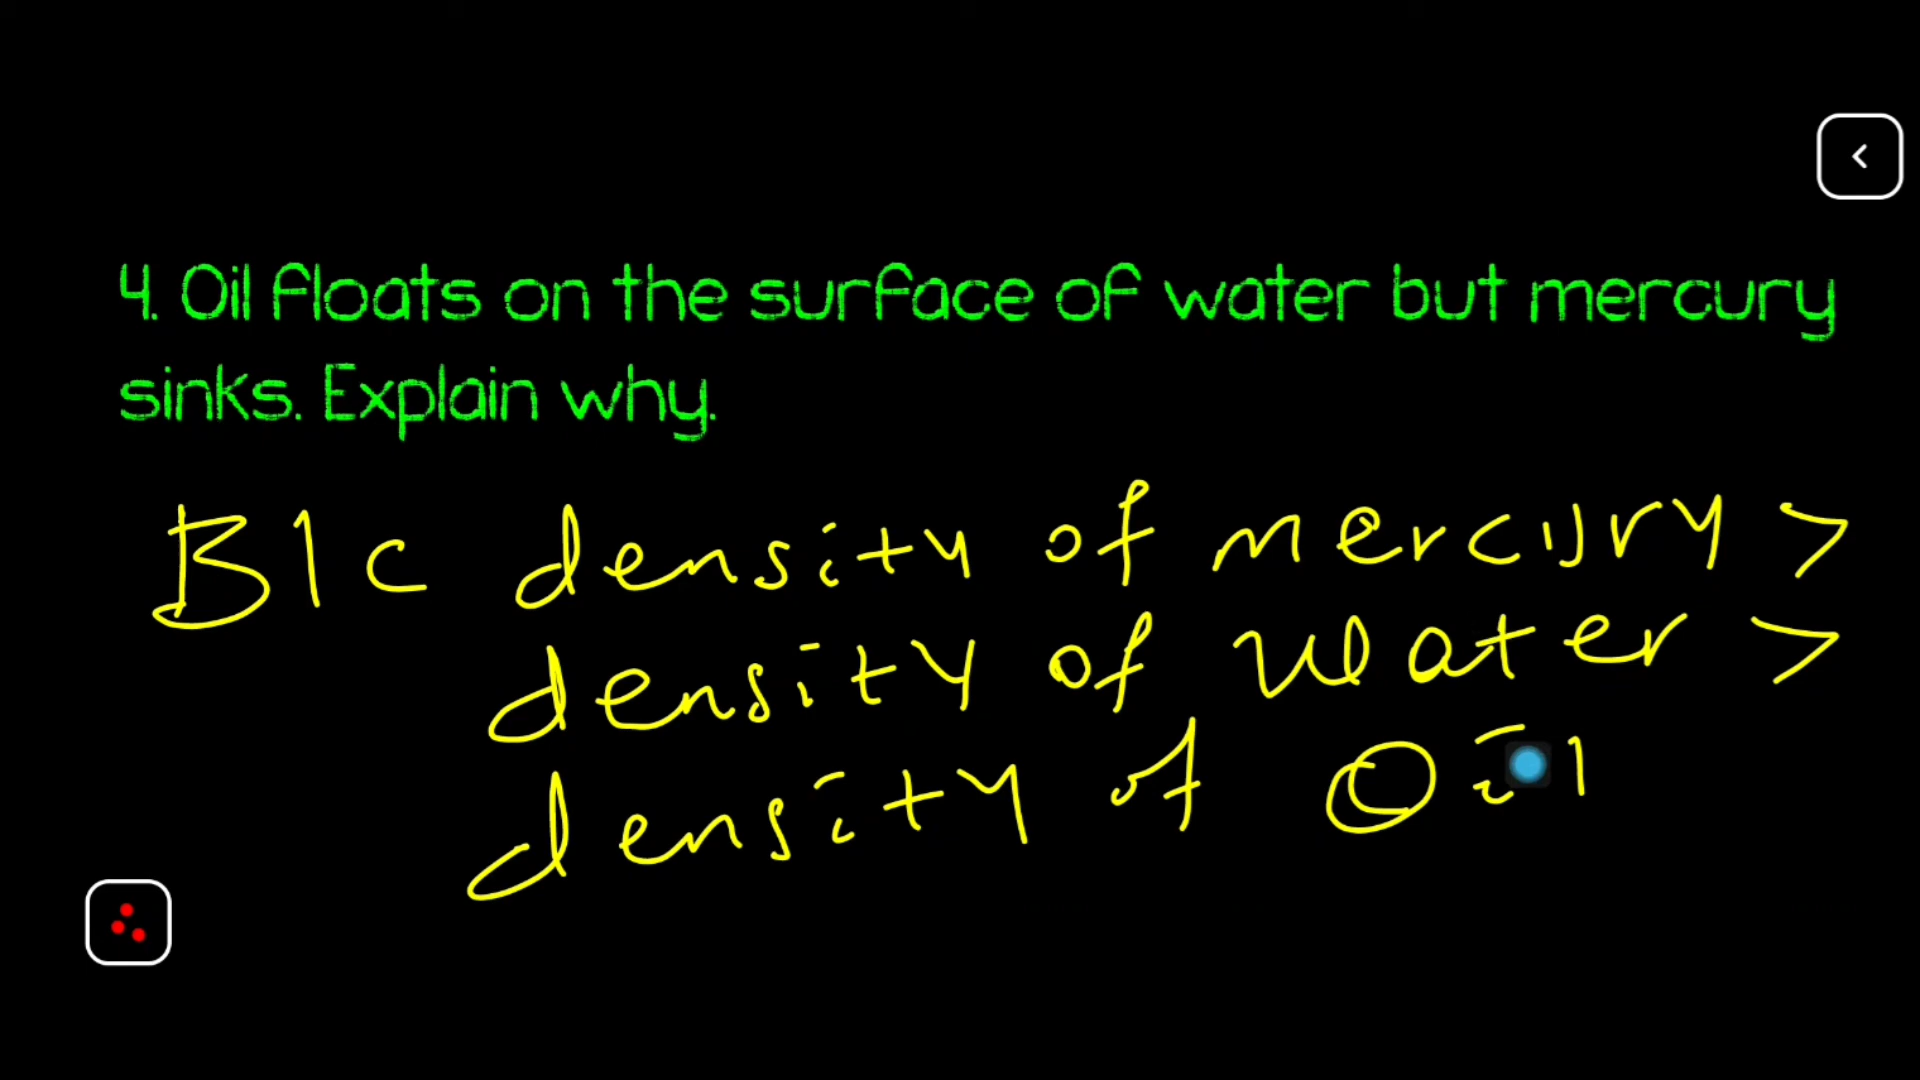 4. Oil floats on the surface of water but mercury
sinks. Explain why.
B/c density of mercury >
density of water >
density of Oil